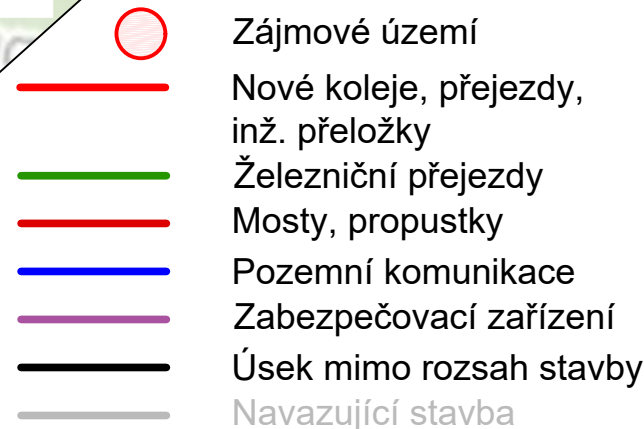 Zájmové území
Nové koleje, přejezdy,
inž. přeložky
Železniční přejezdy
Mosty, propustky
Pozemní komunikace
Zabezpečovací zařízení
Úsek mimo rozsah stavby
Navazující stavba